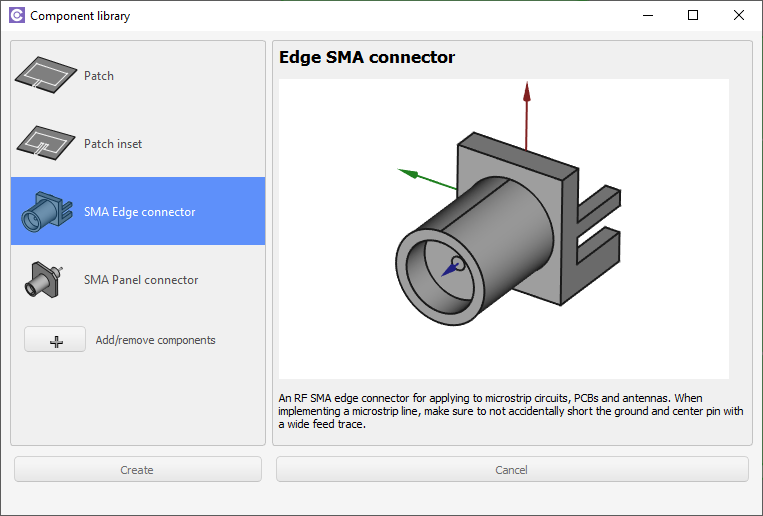 Component library
Patch
Patch inset
SMA Edge connector
SMA Panel connector
Add/remove components
Edge SMA connector
An RF SMA edge connector for applying to microstrip circuits, PCBs and antennas. When
implementing a microstrip line, make sure to not accidentally short the ground and center pin with
a wide feed trace.
Create
Cancel